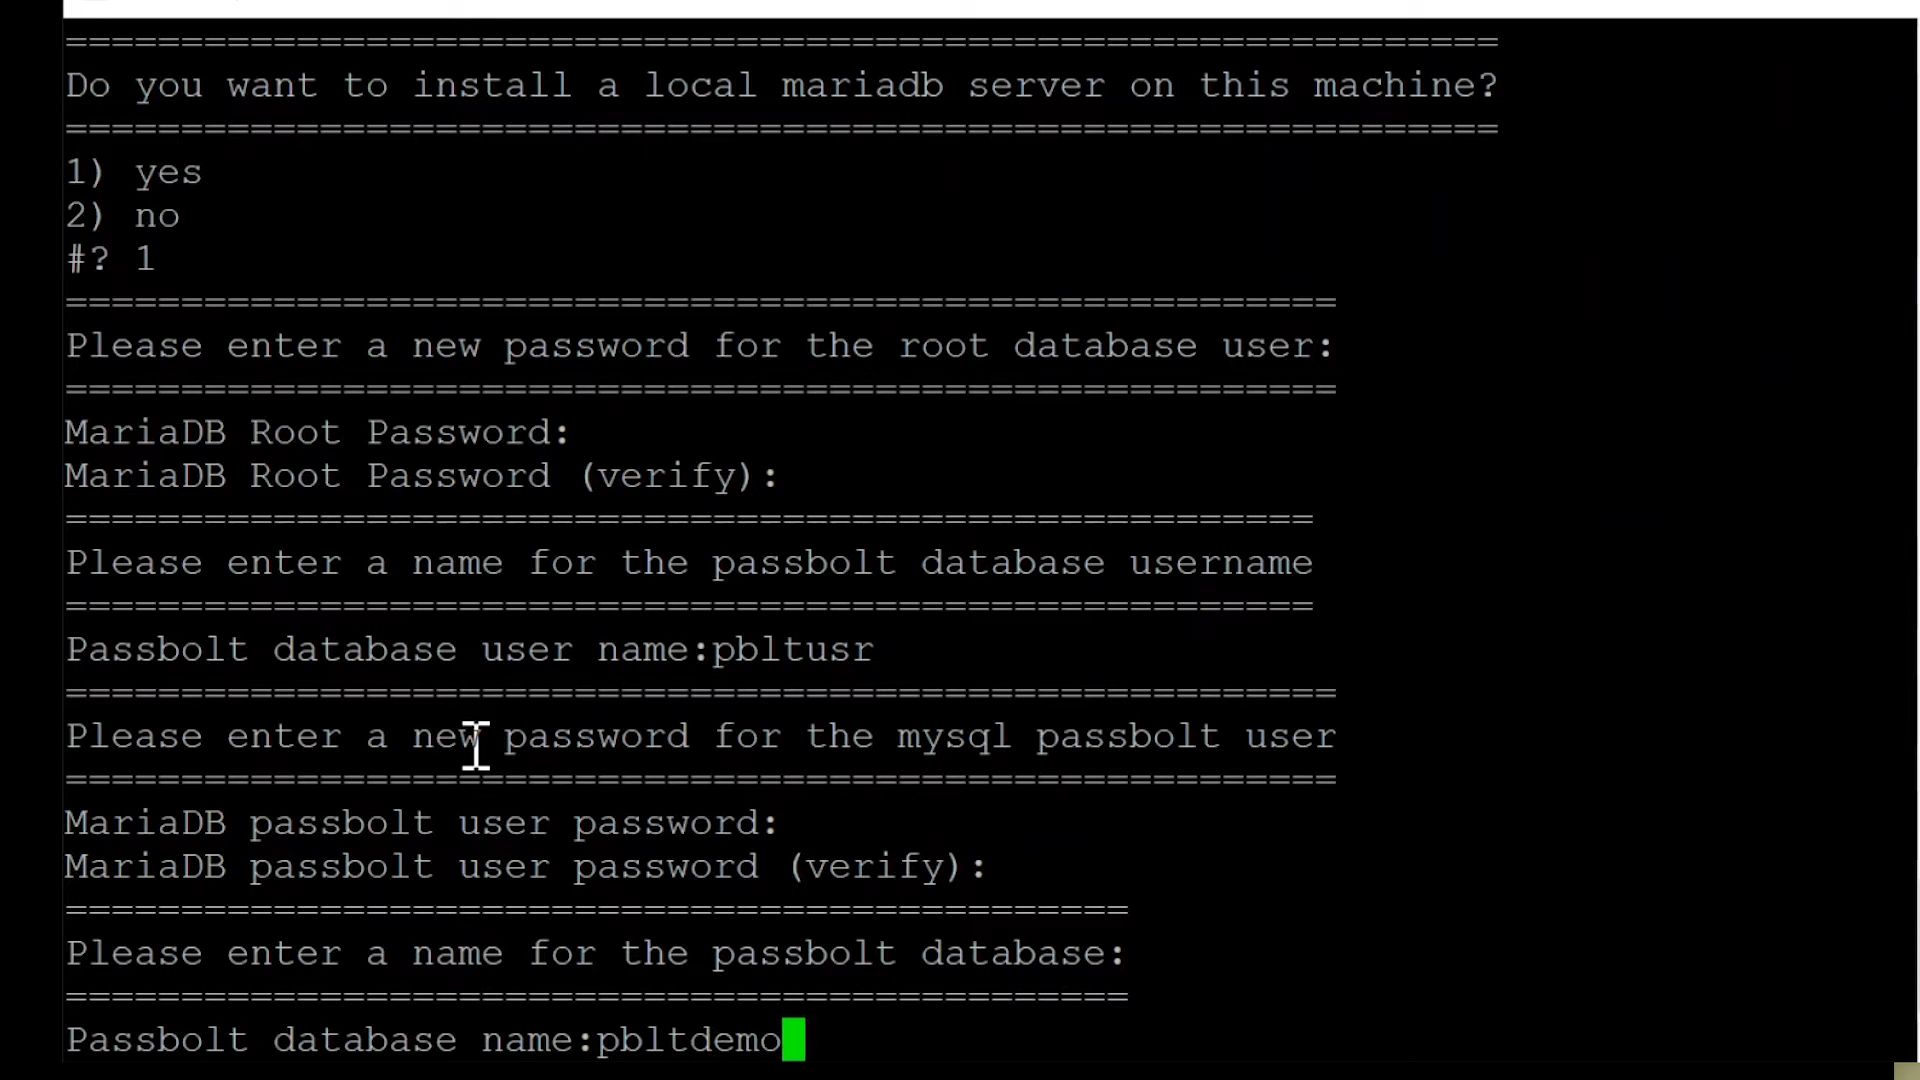 ==============================================================
Do you want to install a local mariadb server on this machine?
==============================================================
1) yes
2) no
#? 1
=======================================================
Please enter a new password for the root database user:
=======================================================
MariaDB Root Password:
MariaDB Root Password (verify):
======================================================
Please enter a name for the passbolt database username
======================================================
Passbolt database user name:pbltusr
=======================================================
Please enter a new password for the mysql passbolt user
=======================================================
MariaDB passbolt user password:
MariaDB passbolt user password (verify):
==============================================
Please enter a name for the passbolt database:
==============================================
Passbolt database name:pbltdemo